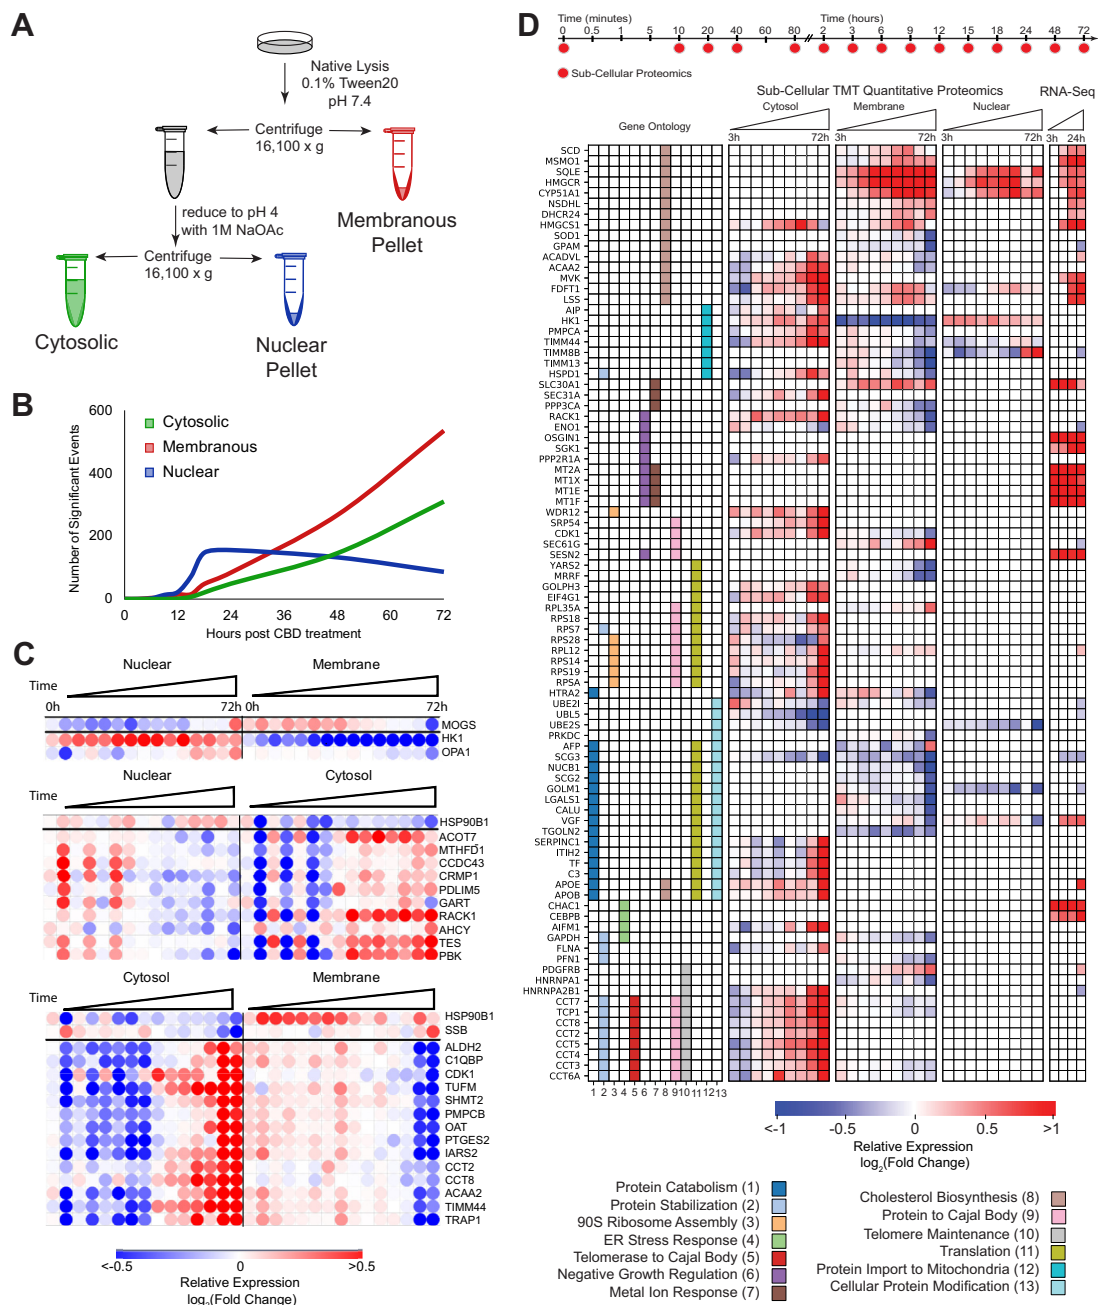 A
Native Lysis
0.1% Tween20
pH 7.4
Centrifuge
16,100 x g
Membranous
Pellet
reduce to pH 4
with 1M NaOAc
Centrifuge
16,100 x g
Cytosolic
Nuclear
Pellet
B
Number of Significant Events
600
400
200
0
Cytosolic
Membranous
Nuclear
0 12 24 36 48 60 72
Hours post CBD treatment
C
Nuclear Membrane
Time
0h 72h 0h 72h
MOGS
HK1
OPA1
Nuclear Cytosol
Time
HSP90B1
ACOT7
MTHFD1
CCDC43
CRMP1
PDLIM5
GART
RACK1
AHCY
TES
PBK
Cytosol Membrane
Time
HSP90B1
SSB
ALDH2
C1QBP
CDK1
TUFM
SHMT2
PMPCB
OAT
PTGES2
IARS2
CCT2
CCT8
ACAA2
TIMM44
TRAP1
<-0.5 0 >0.5
Relative Expression
log2(Fold Change)
D
Time (minutes) Time (hours)
0 0.5 1 5 10 20 40 60 80 2 3 6 9 12 15 18 24 48 72
Sub-Cellular Proteomics
Sub-Cellular TMT Quantitative Proteomics RNA-Seq
Gene Ontology
Cytosol Membrane Nuclear
3h 72h 3h 72h 3h 72h 3h 24h
SCD
MSMO1
SQLE
HMGCR
CYP51A1
NSDHL
DHCR24
HMGCS1
SOD1
GPAM
ACADVL
ACAA2
MVK
FDFT1
LSS
AIP
HK1
PMPCA
TIMM44
TIMM8B
TIMM13
HSPD1
SLC30A1
SEC31A
PPP3CA
RACK1
ENO1
OSGIN1
SGK1
PPP2R1A
MT2A
MT1X
MT1E
MT1F
WDR12
SRP54
CDK1
SEC61G
SESN2
YARS2
MRRF
GOLPH3
EIF4G1
RPL35A
RPS18
RPS7
RPS28
RPL12
RPS14
RPS19
RPSA
HTRA2
UBE2I
UBL5
UBE2S
PRKDC
AFP
SCG3
NUCB1
SCG2
GOLM1
LGALS1
CALU
VGF
TGOLN2
SERPINC1
ITIH2
TF
C3
APOE
APOB
CHAC1
CEBPB
AIFM1
GAPDH
FLNA
PFN1
PDGFRB
HNRNPA1
HNRNPA2B1
CCT7
TCP1
CCT8
CCT2
CCT5
CCT4
CCT3
CCT6A
1 2 3 4 5 6 7 8 9 10 11 12 13
<-1 -0.5 0 0.5 >1
Relative Expression
log2(Fold Change)
Protein Catabolism (1)
Protein Stabilization (2)
90S Ribosome Assembly (3)
ER Stress Response (4)
Telomerase to Cajal Body (5)
Negative Growth Regulation (6)
Metal Ion Response (7)
Cholesterol Biosynthesis (8)
Protein to Cajal Body (9)
Telomere Maintenance (10)
Translation (11)
Protein Import to Mitochondria (12)
Cellular Protein Modification (13)